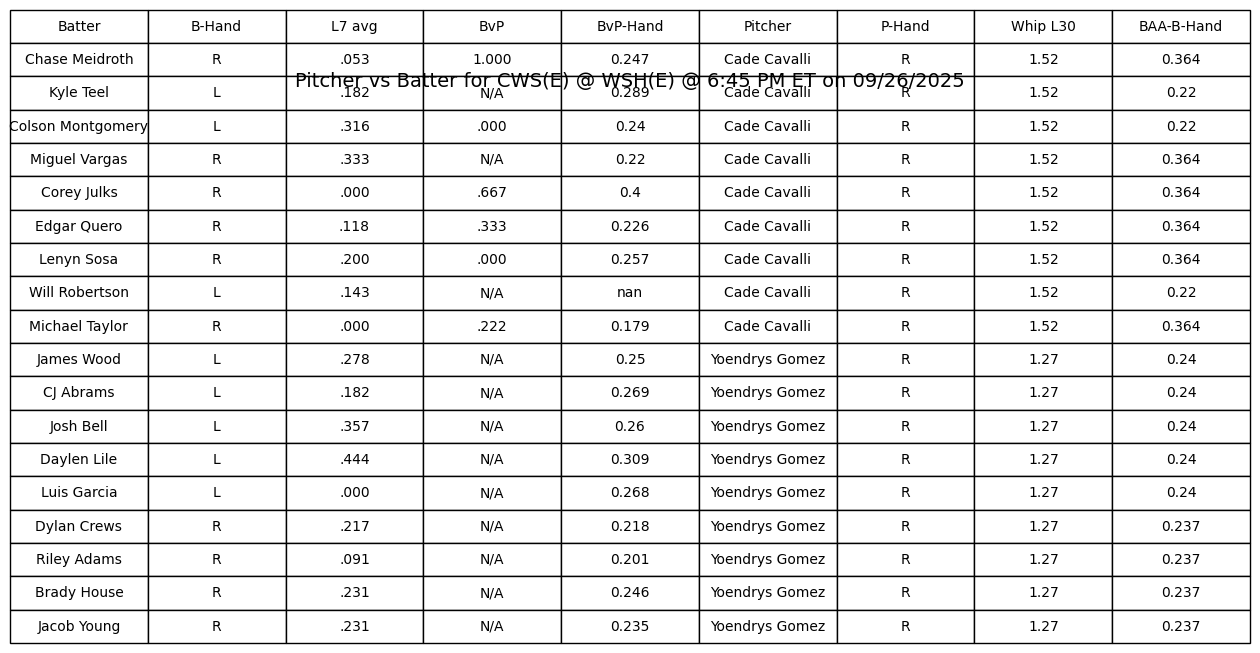 Batter B-Hand L7 avg BvP BvP-Hand Pitcher P-Hand Whip L30 BAA-B-Hand
Chase Meidroth R .053 1.000 0.247 Cade Cavalli R 1.52 0.364
Pitcher vs Batter for CWS(E) @ WSH(E) @ 6:45 PM ET on 09/26/2025
Kyle Teel L .182 N/A 0.289 Cade Cavalli R 1.52 0.22
Colson Montgomery L .316 .000 0.24 Cade Cavalli R 1.52 0.22
Miguel Vargas R .333 N/A 0.22 Cade Cavalli R 1.52 0.364
Corey Julks R .000 .667 0.4 Cade Cavalli R 1.52 0.364
Edgar Quero R .118 .333 0.226 Cade Cavalli R 1.52 0.364
Lenyn Sosa R .200 .000 0.257 Cade Cavalli R 1.52 0.364
Will Robertson L .143 N/A nan Cade Cavalli R 1.52 0.22
Michael Taylor R .000 .222 0.179 Cade Cavalli R 1.52 0.364
James Wood L .278 N/A 0.25 Yoendrys Gomez R 1.27 0.24
CJ Abrams L .182 N/A 0.269 Yoendrys Gomez R 1.27 0.24
Josh Bell L .357 N/A 0.26 Yoendrys Gomez R 1.27 0.24
Daylen Lile L .444 N/A 0.309 Yoendrys Gomez R 1.27 0.24
Luis Garcia L .000 N/A 0.268 Yoendrys Gomez R 1.27 0.24
Dylan Crews R .217 N/A 0.218 Yoendrys Gomez R 1.27 0.237
Riley Adams R .091 N/A 0.201 Yoendrys Gomez R 1.27 0.237
Brady House R .231 N/A 0.246 Yoendrys Gomez R 1.27 0.237
Jacob Young R .231 N/A 0.235 Yoendrys Gomez R 1.27 0.237